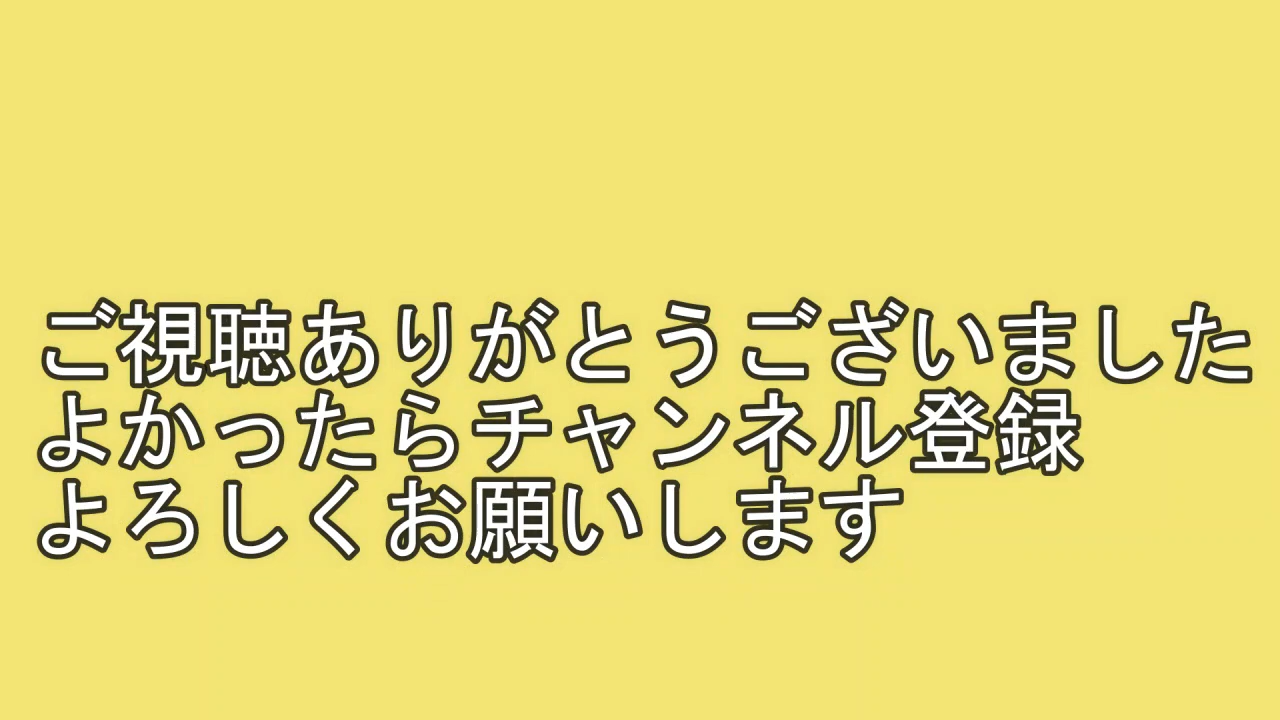 ご視聴ありがとうございました
よかったらチャンネル登録
よろしくお願いします